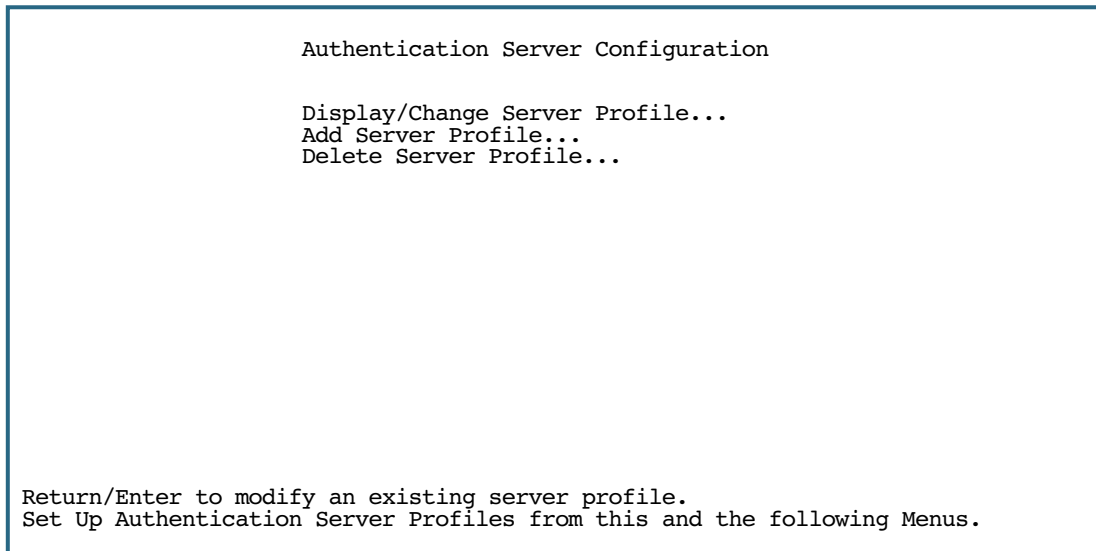 Authentication Server Configuration
Display/Change Server Profile...
Add Server Profile...
Delete Server Profile...
Return/Enter to modify an existing server profile.
Set Up Authentication Server Profiles from this and the following Menus.